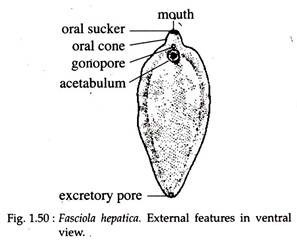 mouth
oral sucker
oral cone
gonopore
acetabulum
excretory pore
Fig. 1.50 : Fasciola hepatica. External features in ventral
view.